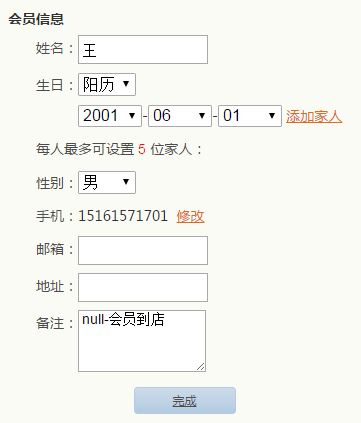 会员信息
姓名：王
生日：阳历
2001-06-01 添加家人
每人最多可设置 5 位家人：
性别：男
手机：15161571701 修改
邮箱：
地址：
备注：null-会员到店
完成